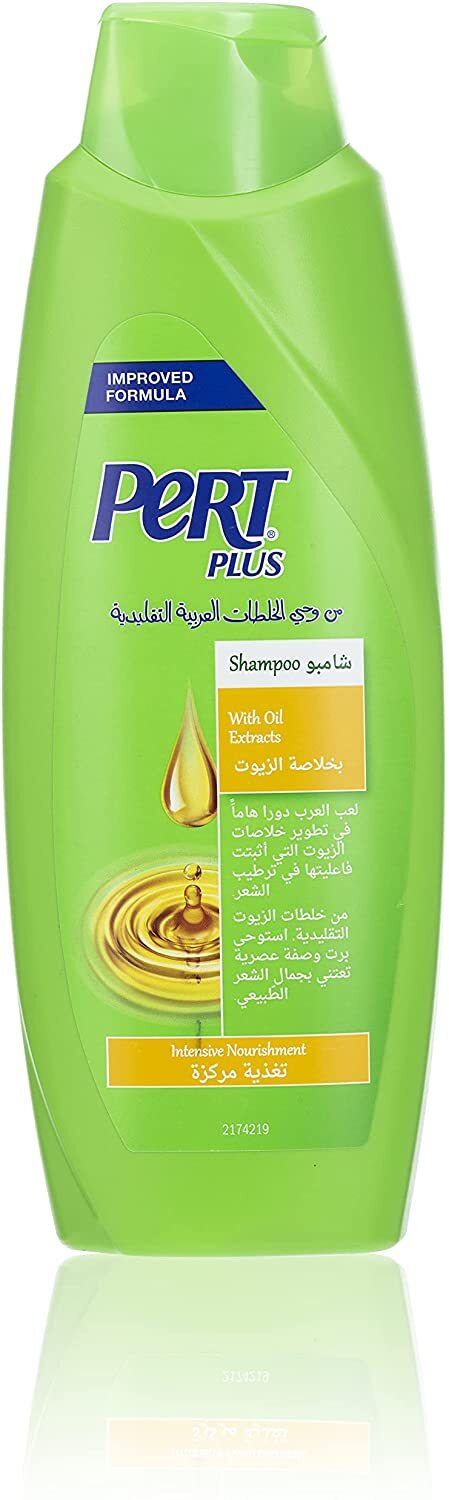 IMPROVED
FORMULA
PERT®
PLUS
من وحي الخلطات العربية التقليدية
Shampoo شامبو
With Oil
Extracts
بخلاصة الزيوت
لعب العرب دورا هاماً
في تطوير خلاصات
الزيوت التي أثبتت
فاعليتها في ترطيب
الشعر.
من خلطات الزيوت
التقليدية، استوحى
برت وصفة عصرية
تعتني بجمال الشعر
الطبيعي.
Intensive Nourishment
تغذية مركزة
2174219